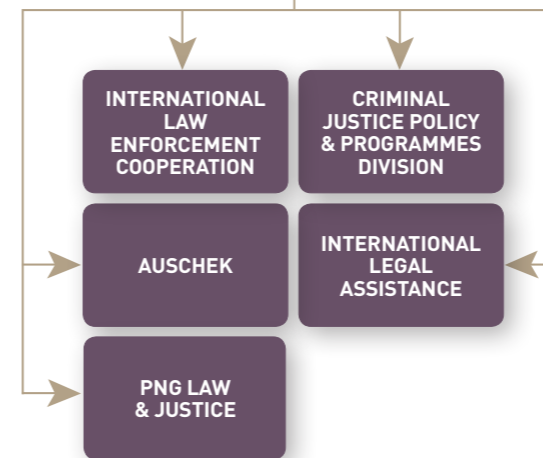 INTERNATIONAL
LAW
ENFORCEMENT
COOPERATION
CRIMINAL
JUSTICE POLICY
& PROGRAMMES
DIVISION
AUSCHEK
INTERNATIONAL
LEGAL
ASSISTANCE
PNG LAW
& JUSTICE